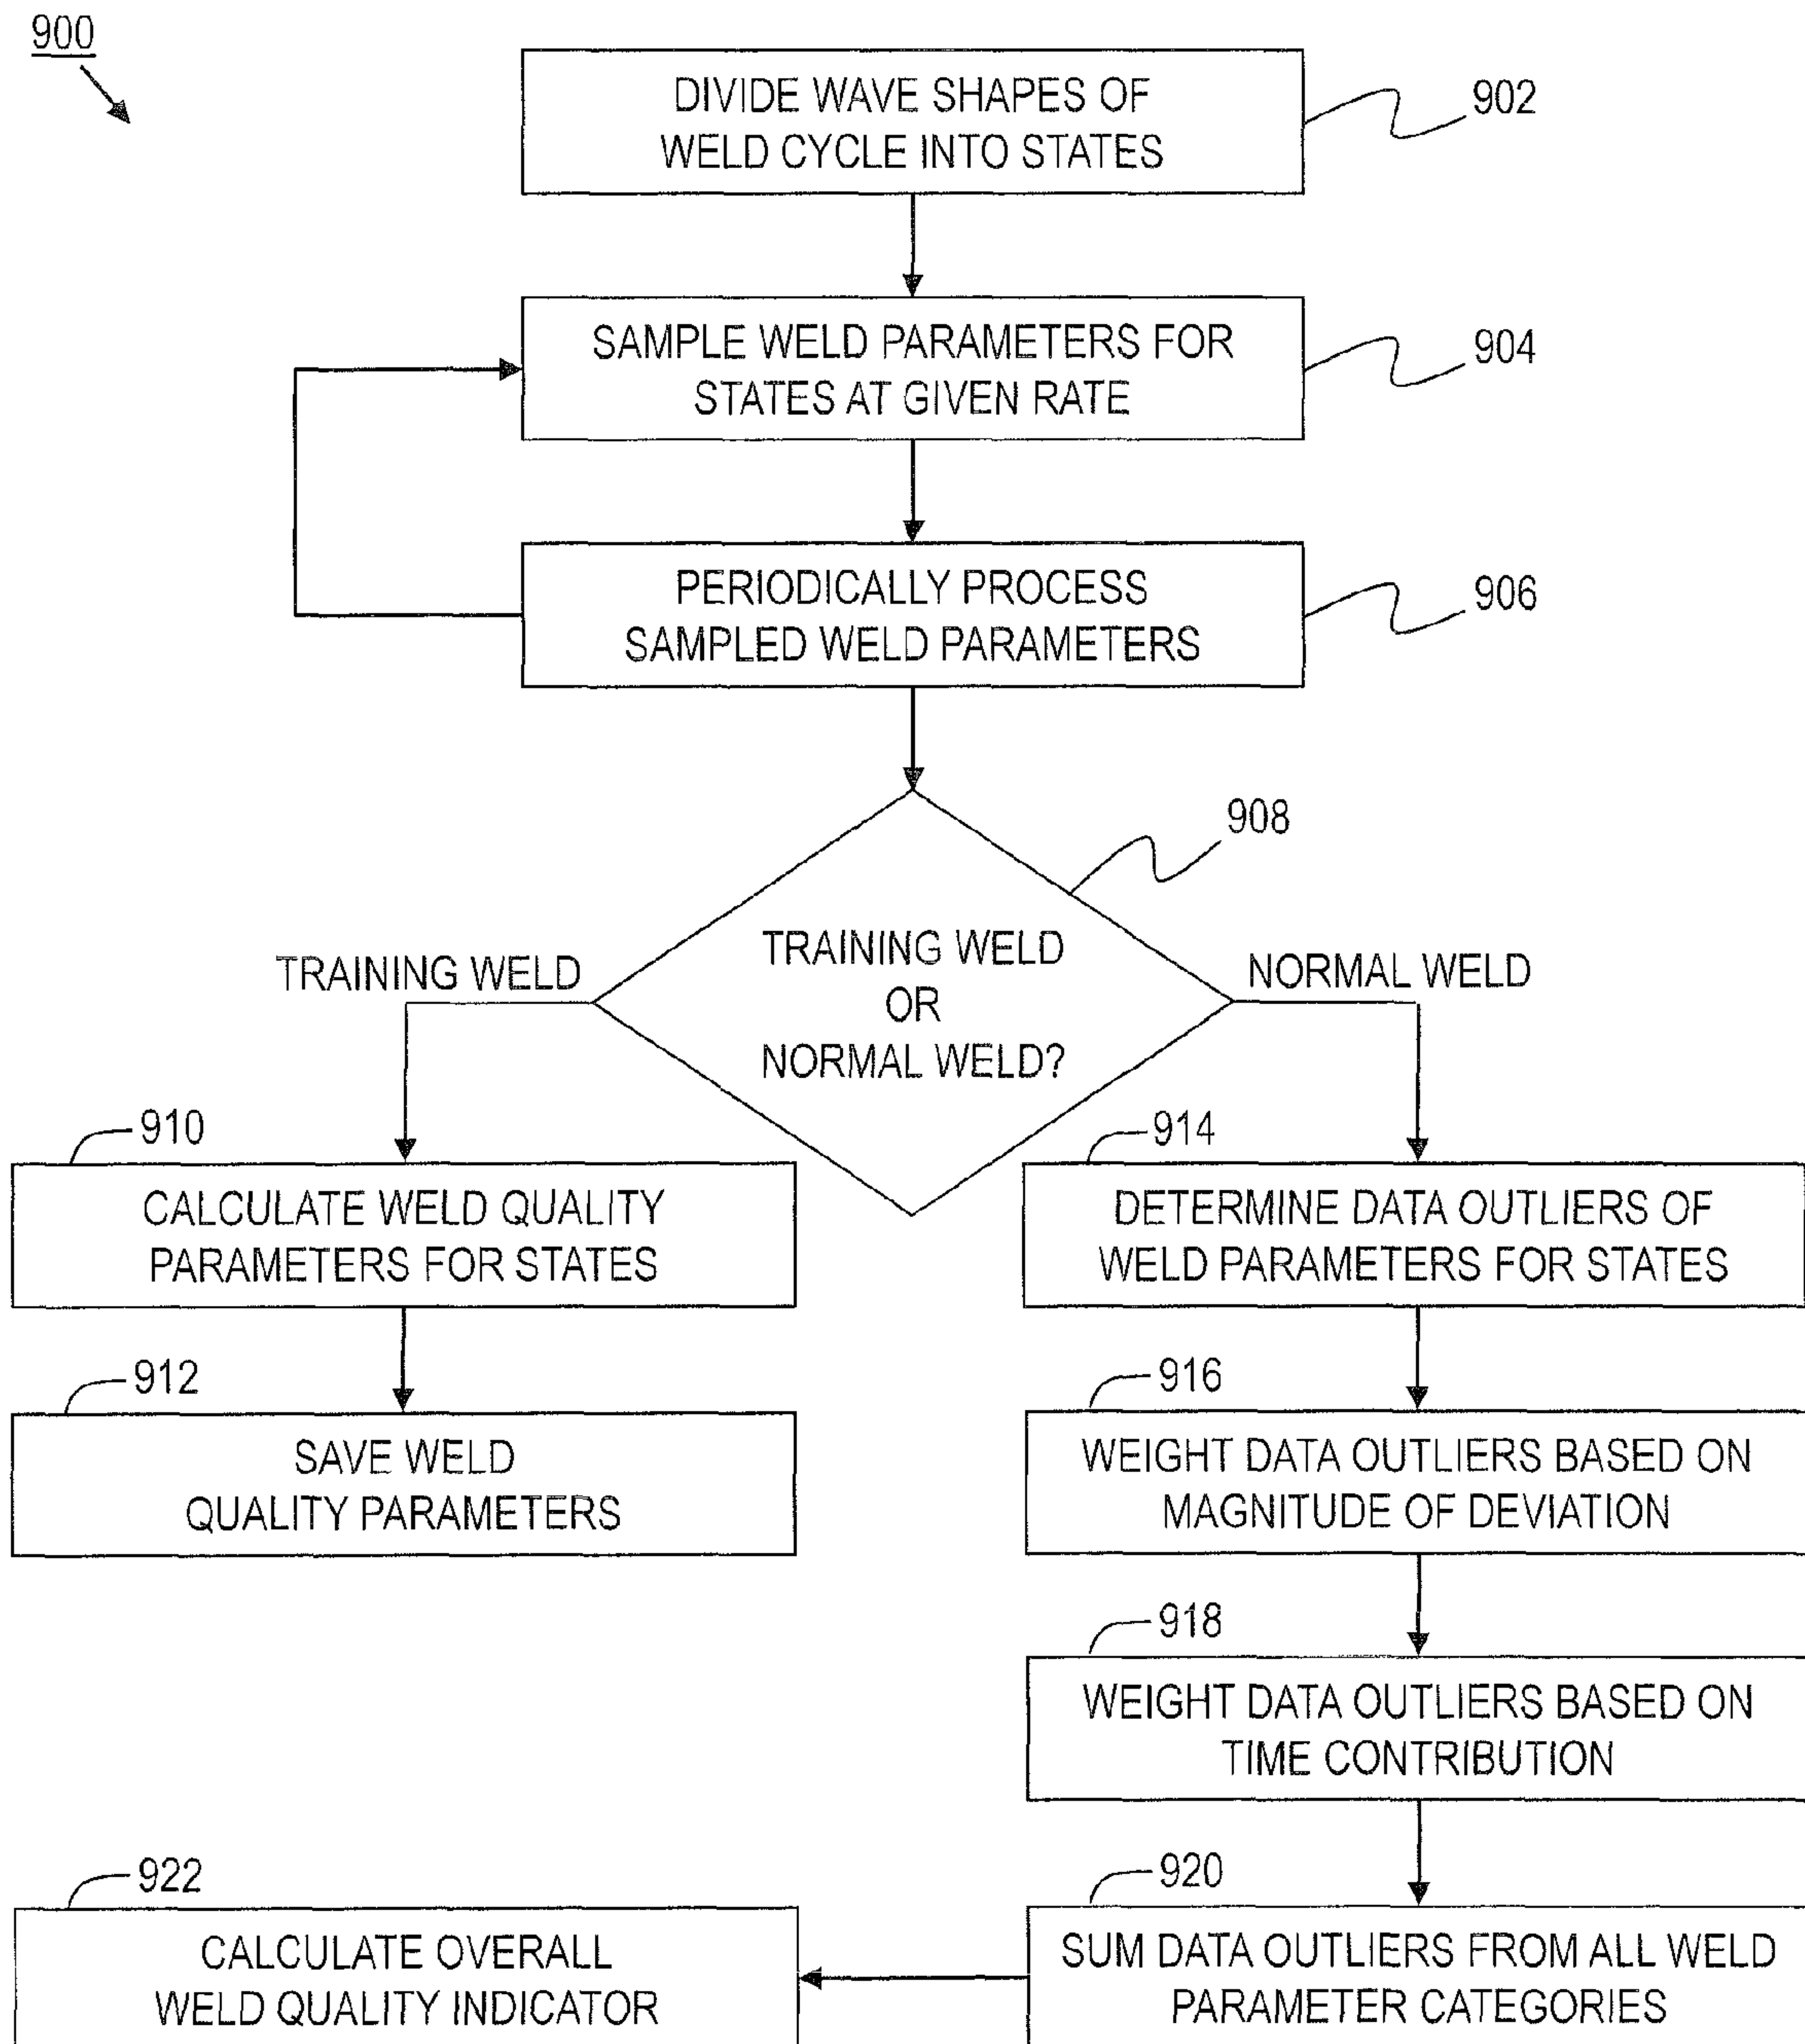 900
DIVIDE WAVE SHAPES OF
WELD CYCLE INTO STATES
902
SAMPLE WELD PARAMETERS FOR
STATES AT GIVEN RATE
904
PERIODICALLY PROCESS
SAMPLED WELD PARAMETERS
906
908
TRAINING WELD
OR
NORMAL WELD?
TRAINING WELD
NORMAL WELD
910
CALCULATE WELD QUALITY
PARAMETERS FOR STATES
912
SAVE WELD
QUALITY PARAMETERS
914
DETERMINE DATA OUTLIERS OF
WELD PARAMETERS FOR STATES
916
WEIGHT DATA OUTLIERS BASED ON
MAGNITUDE OF DEVIATION
918
WEIGHT DATA OUTLIERS BASED ON
TIME CONTRIBUTION
920
SUM DATA OUTLIERS FROM ALL WELD
PARAMETER CATEGORIES
922
CALCULATE OVERALL
WELD QUALITY INDICATOR